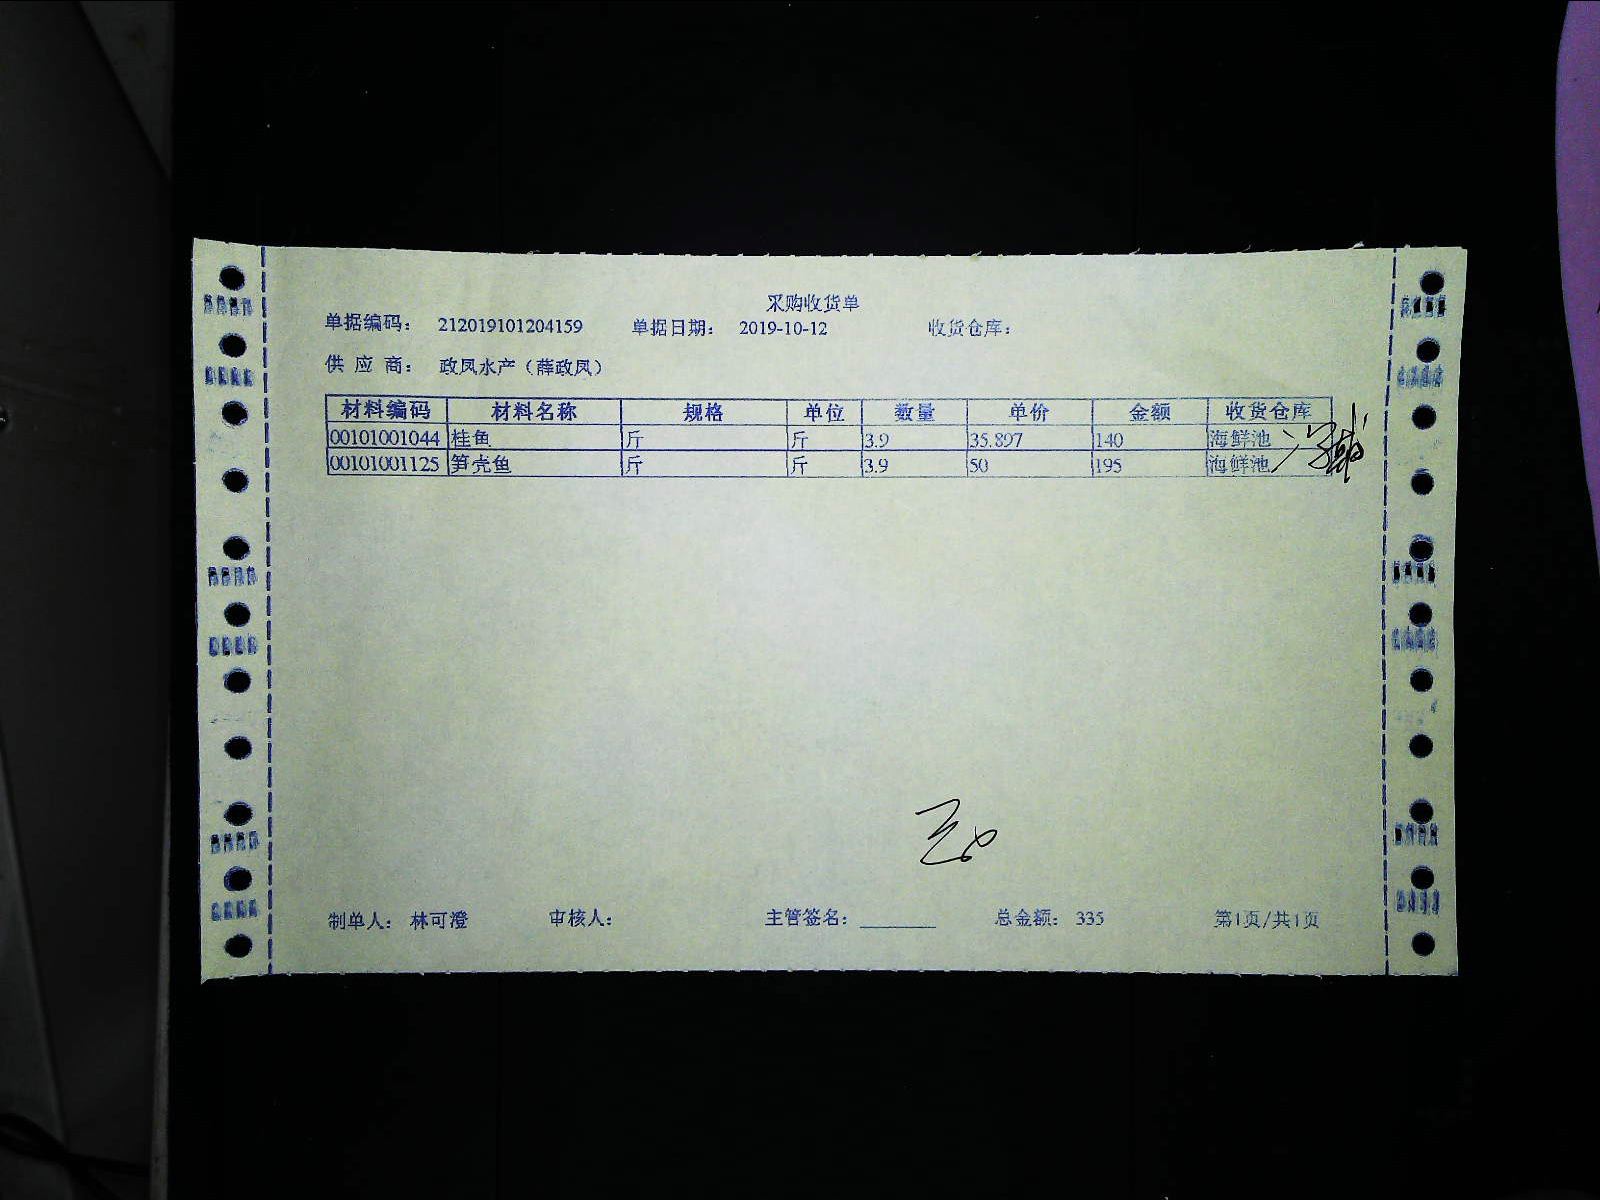 采购收货单
单据编码： 212019101204159 单据日期： 2019-10-12 收货仓库：
供 应 商： 政凤水产（薛政凤）
材料编码 材料名称 规格 单位 数量 单价 金额 收货仓库
00101001044 桂鱼 斤 斤 3.9 35.897 140 海鲜池
00101001125 笋壳鱼 斤 斤 3.9 50 195 海鲜池
制单人： 林可澄 审核人： 主管签名： 总金额： 335 第1页/共1页